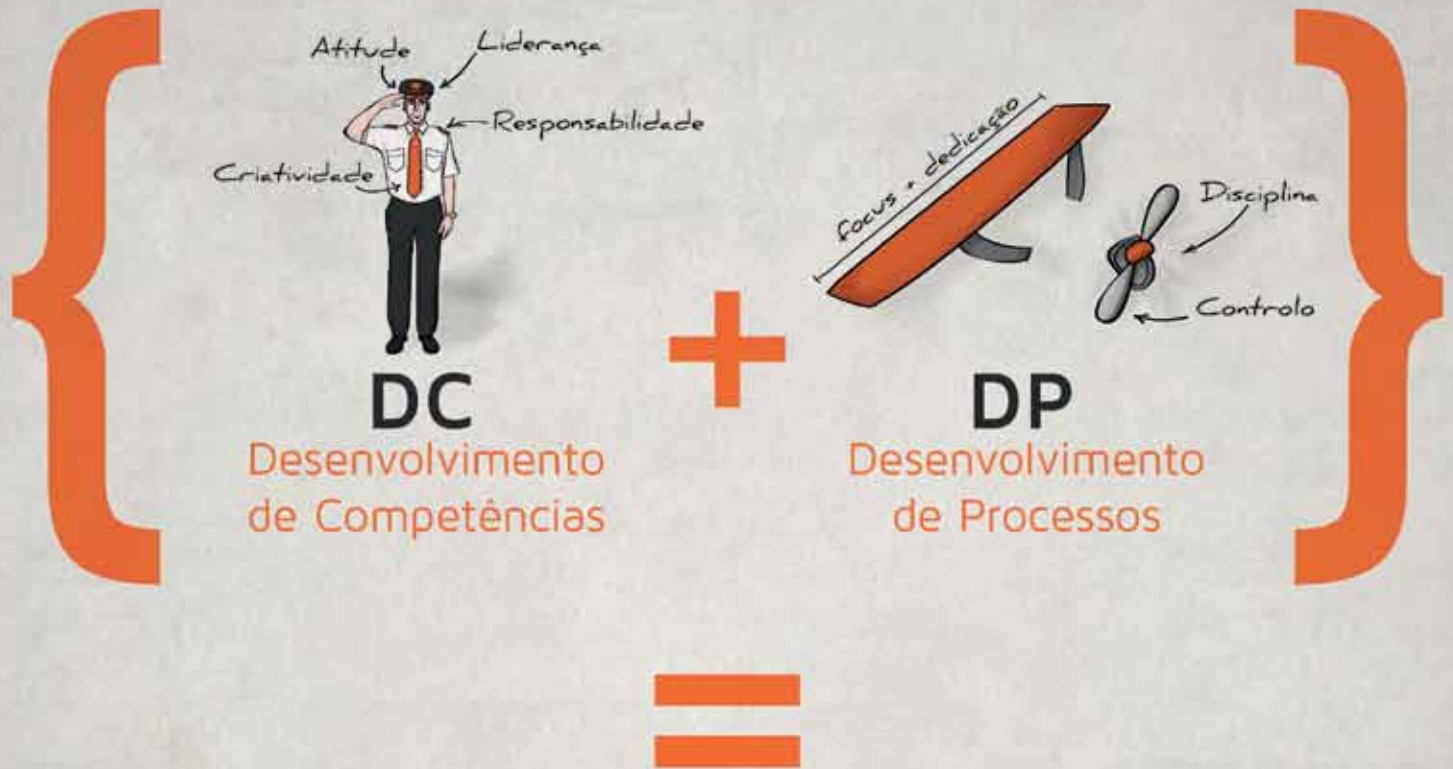 Atitude
Liderança
Responsabilidade
Criatividade
DC
Desenvolvimento
de Competências
+
focus + dedicação
Disciplina
Controlo
DP
Desenvolvimento
de Processos
=